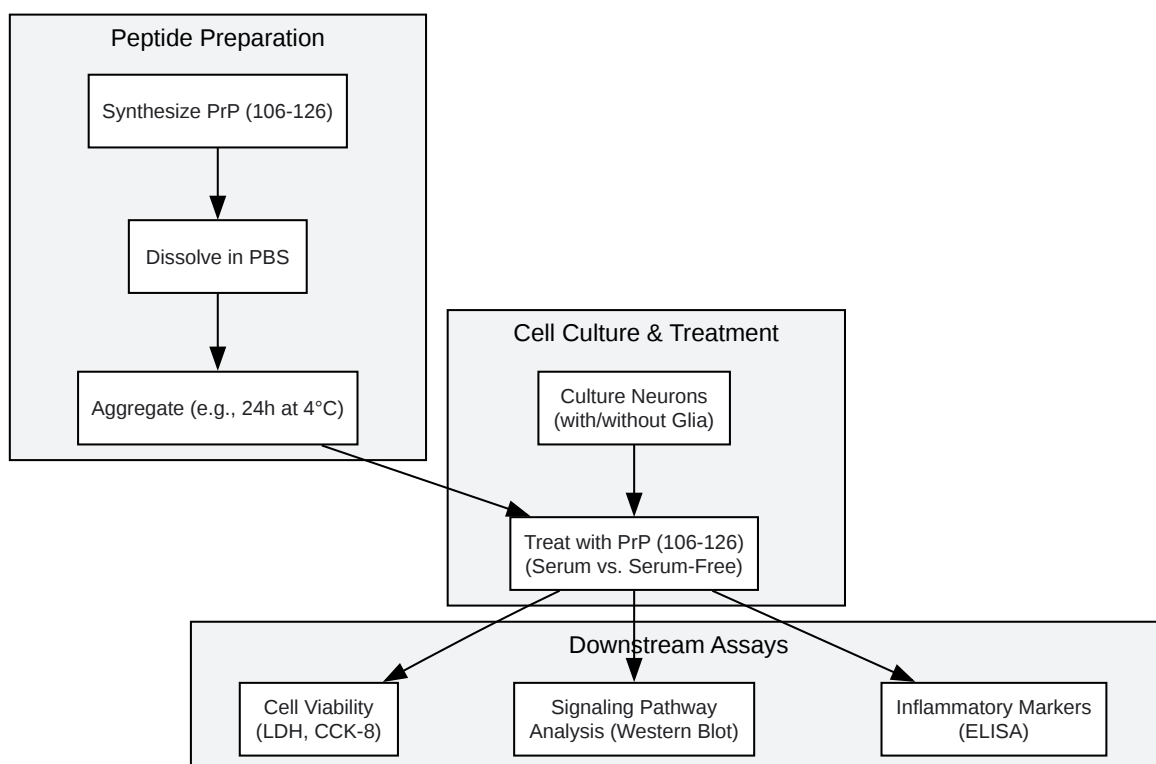 Peptide Preparation
Synthesize PrP (106-126)
Dissolve in PBS
Aggregate (e.g., 24h at 4°C)
Cell Culture & Treatment
Culture Neurons
(with/without Glia)
Treat with PrP (106-126)
(Serum vs. Serum-Free)
Downstream Assays
Cell Viability
(LDH, CCK-8)
Signaling Pathway
Analysis (Western Blot)
Inflammatory Markers
(ELISA)